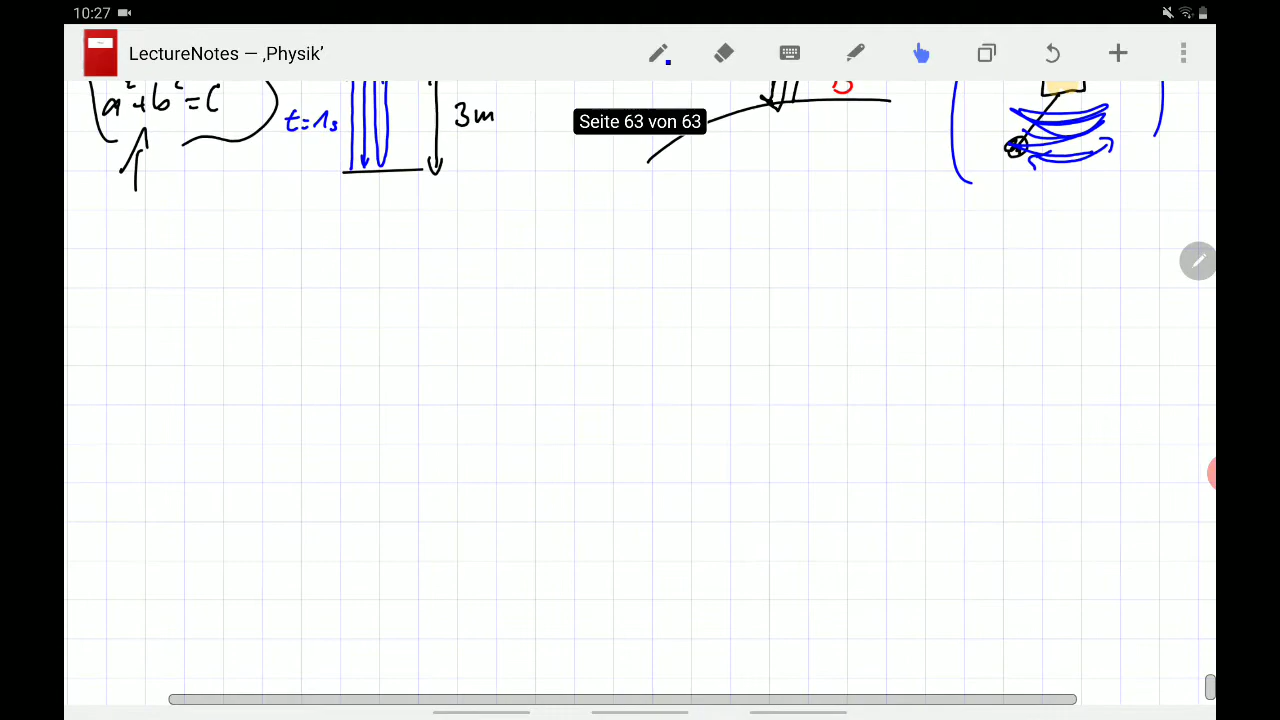 10:27
LectureNotes — ‚Physik’
Seite 63 von 63
a²+b²=c
t=1s
3m